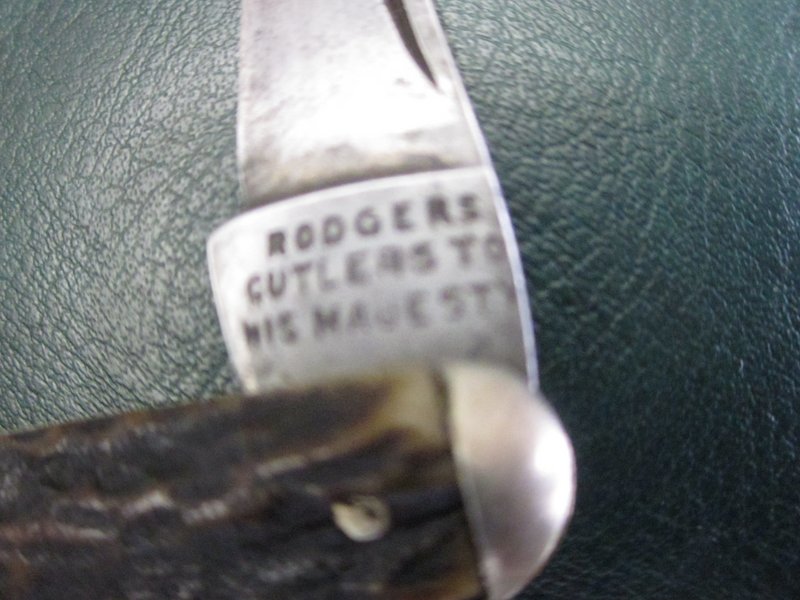 RODGERS
CUTLERS TO
HIS MAJESTY